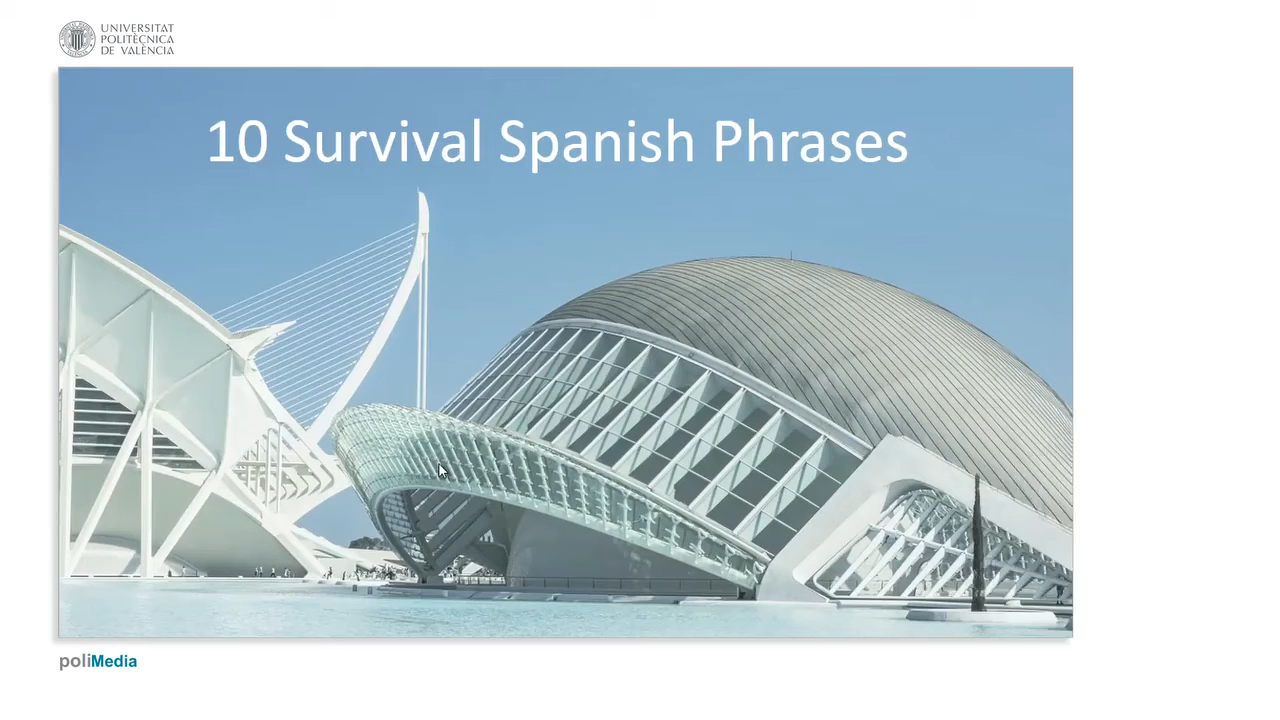 UNIVERSITAT
POLITÈCNICA
DE VALÈNCIA
10 Survival Spanish Phrases
poliMedia